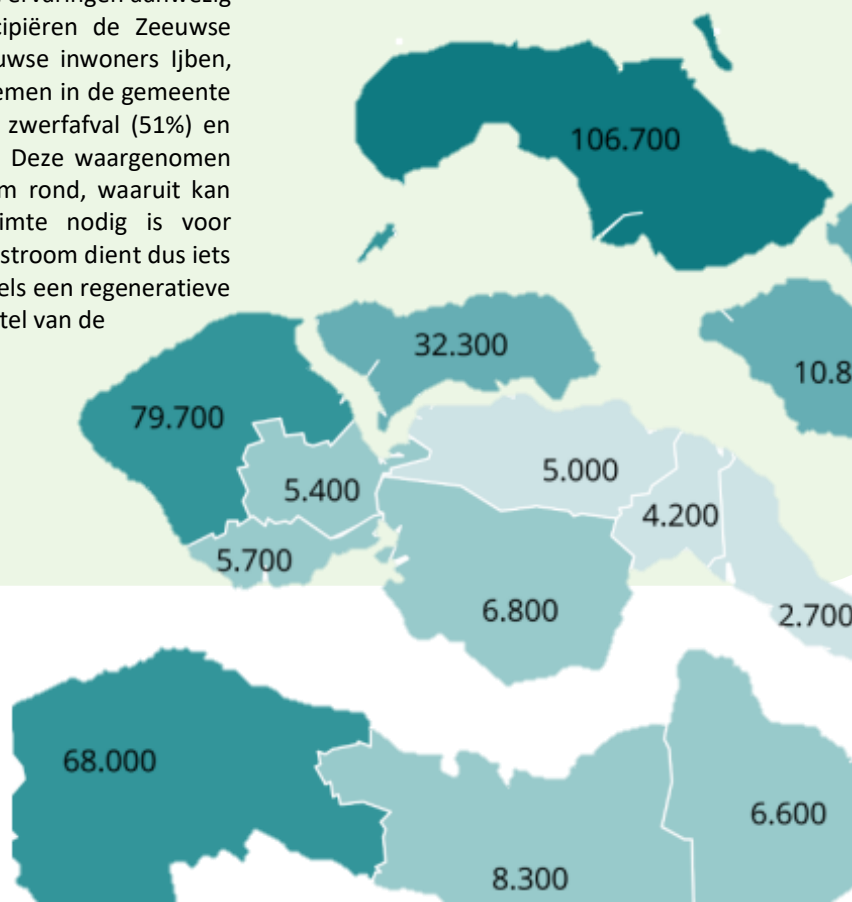 ervaringen aanwezig
cipiëren de Zeeuwse
uwse inwoners Ijben,
emen in de gemeente
zwerfafval (51%) en
Deze waargenomen
m rond, waaruit kan
imte nodig is voor
stroom dient dus iets
els een regeneratieve
tel van de
106.700
32.300
10.8
79.700
5.000
5.400
4.200
5.700
6.800
2.700
68.000
6.600
8.300